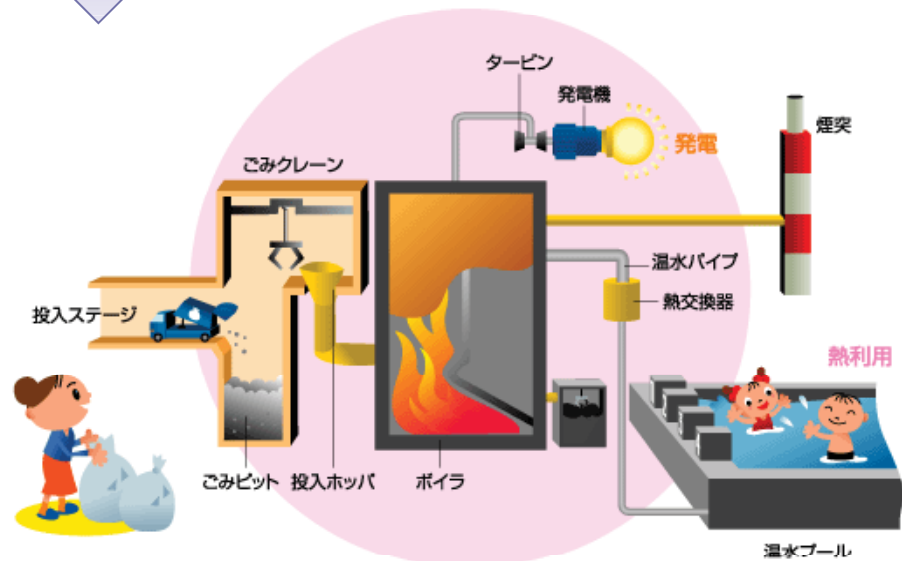 タービン
発電機
発電
煙突
ごみクレーン
温水パイプ
熱交換器
投入ステージ
熱利用
ごみピット
投入ホッパ
ボイラ
温水プール